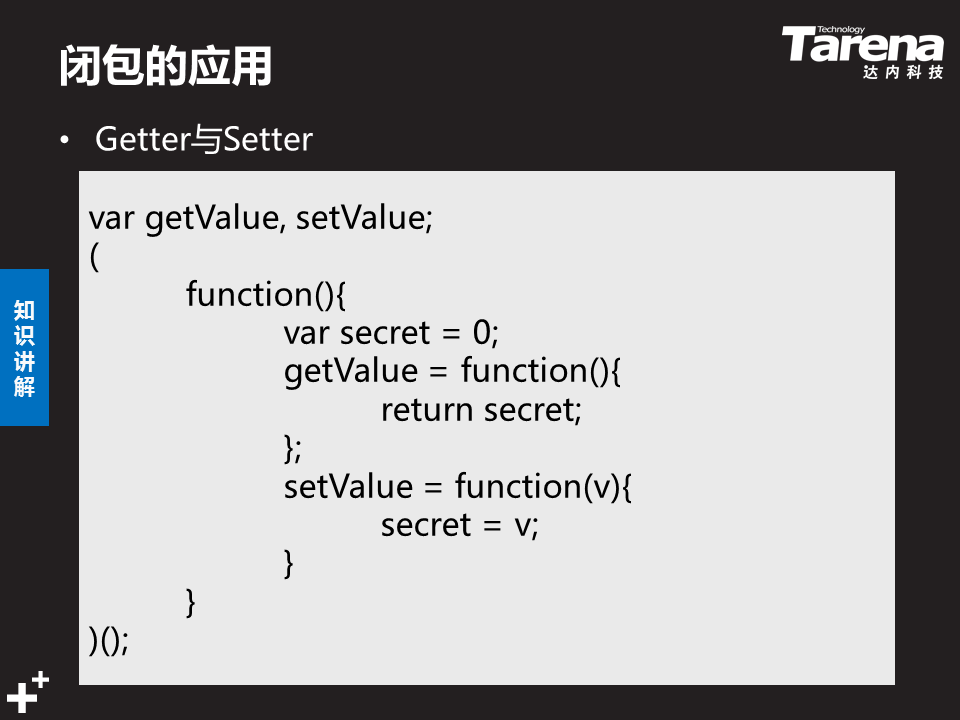 闭包的应用
Technology
Tarena
达内科技
• Getter与Setter
var getValue, setValue;
(
function(){
var secret = 0;
getValue = function(){
return secret;
};
setValue = function(v){
secret = v;
}
}
)();
知
识
讲
解